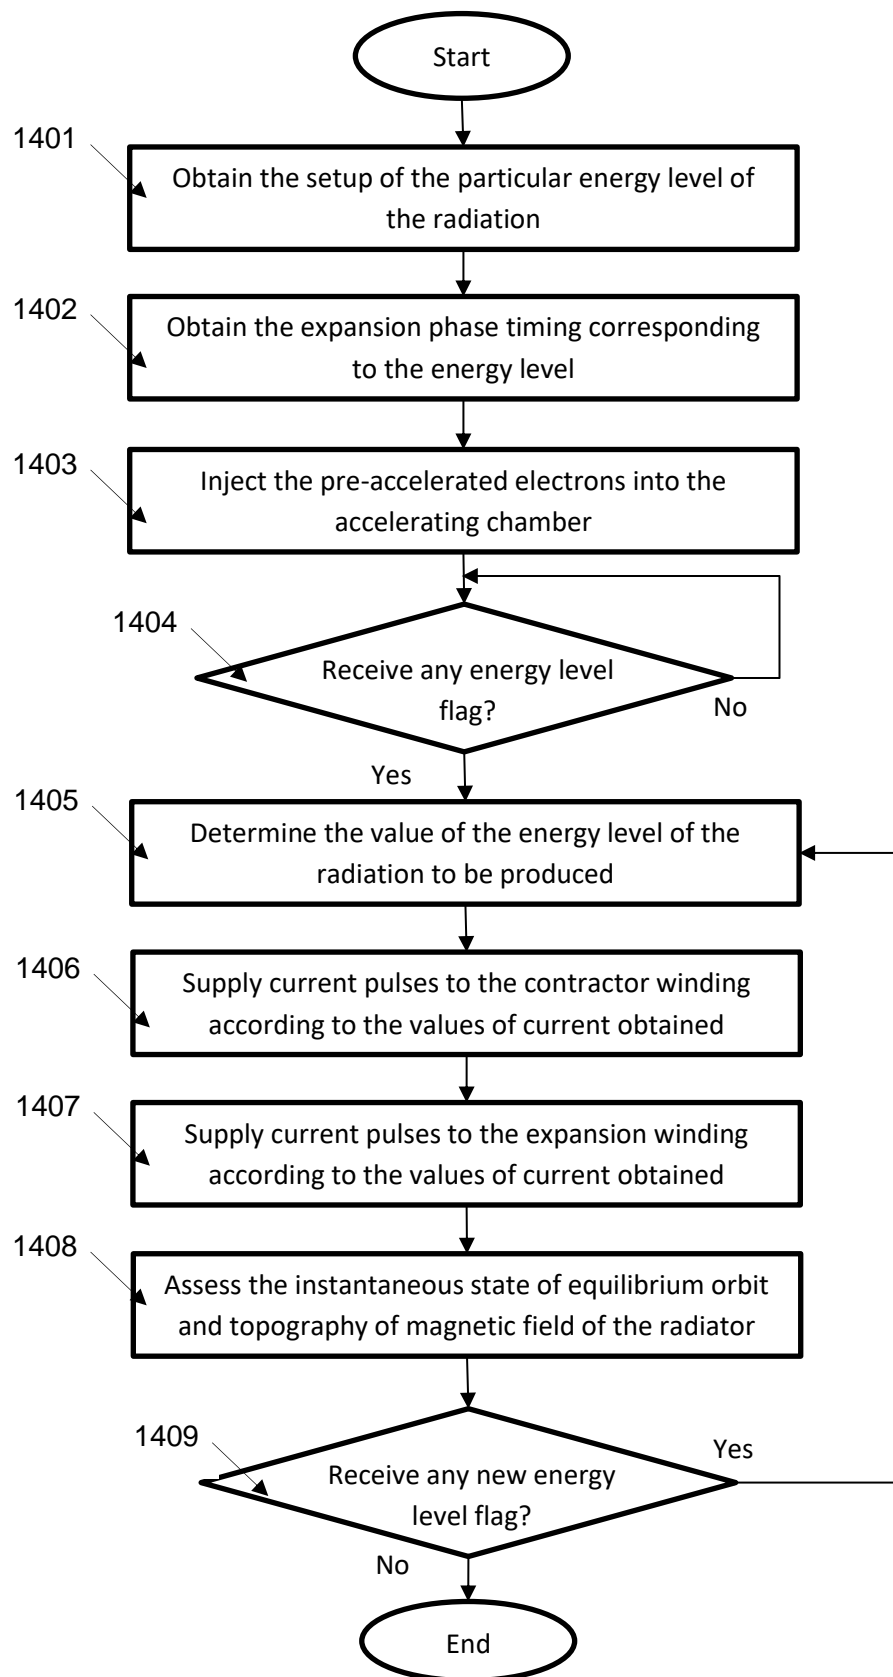 Start
1401
Obtain the setup of the particular energy level of
the radiation
1402
Obtain the expansion phase timing corresponding
to the energy level
1403
Inject the pre-accelerated electrons into the
accelerating chamber
1404
Receive any energy level
flag?
No
Yes
1405
Determine the value of the energy level of the
radiation to be produced
1406
Supply current pulses to the contractor winding
according to the values of current obtained
1407
Supply current pulses to the expansion winding
according to the values of current obtained
1408
Assess the instantaneous state of equilibrium orbit
and topography of magnetic field of the radiator
1409
Yes
Receive any new energy
level flag?
No
End